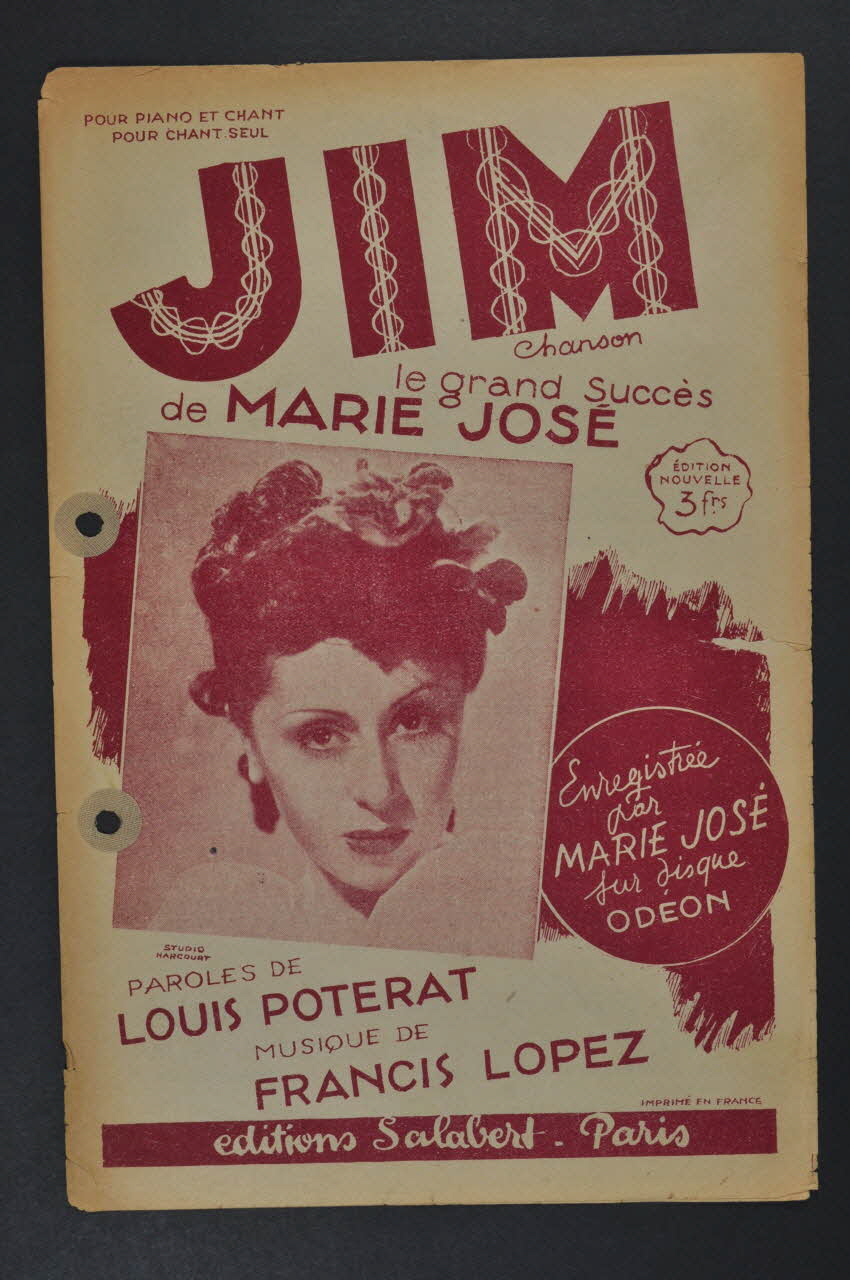 POUR PIANO ET CHANT
POUR CHANT SEUL
JIM
chanson
le grand succès
de MARIE JOSÉ
ÉDITION
NOUVELLE
3 frs
Enregistrée
par
MARIE JOSÉ
sur disque
ODÉON
STUDIO
HARCOURT
PAROLES DE
LOUIS POTERAT
MUSIQUE DE
FRANCIS LOPEZ
IMPRIMÉ EN FRANCE
éditions Salabert - Paris